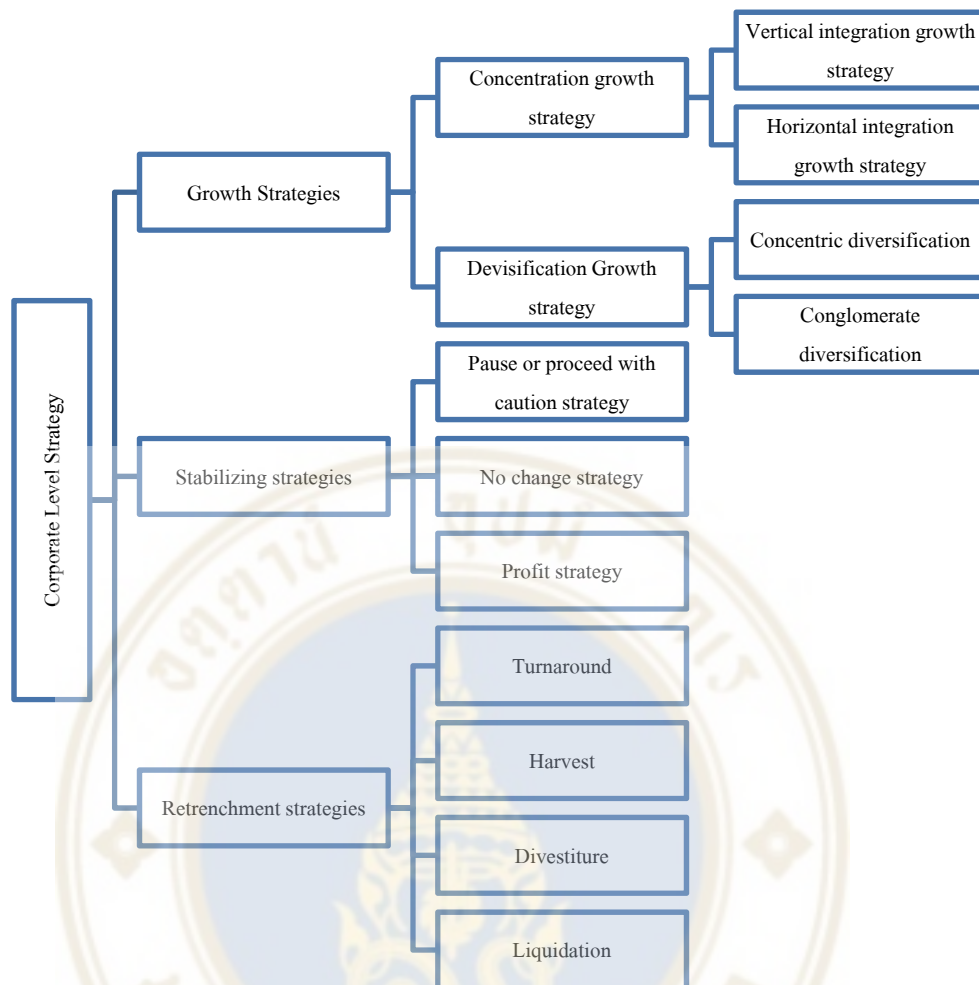 Corporate Level Strategy
Growth Strategies
Concentration growth
strategy
Vertical integration growth
strategy
Horizontal integration
growth strategy
Devisification Growth
strategy
Concentric diversification
Conglomerate
diversification
Stabilizing strategies
Pause or proceed with
caution strategy
No change strategy
Profit strategy
Retrenchment strategies
Turnaround
Harvest
Divestiture
Liquidation